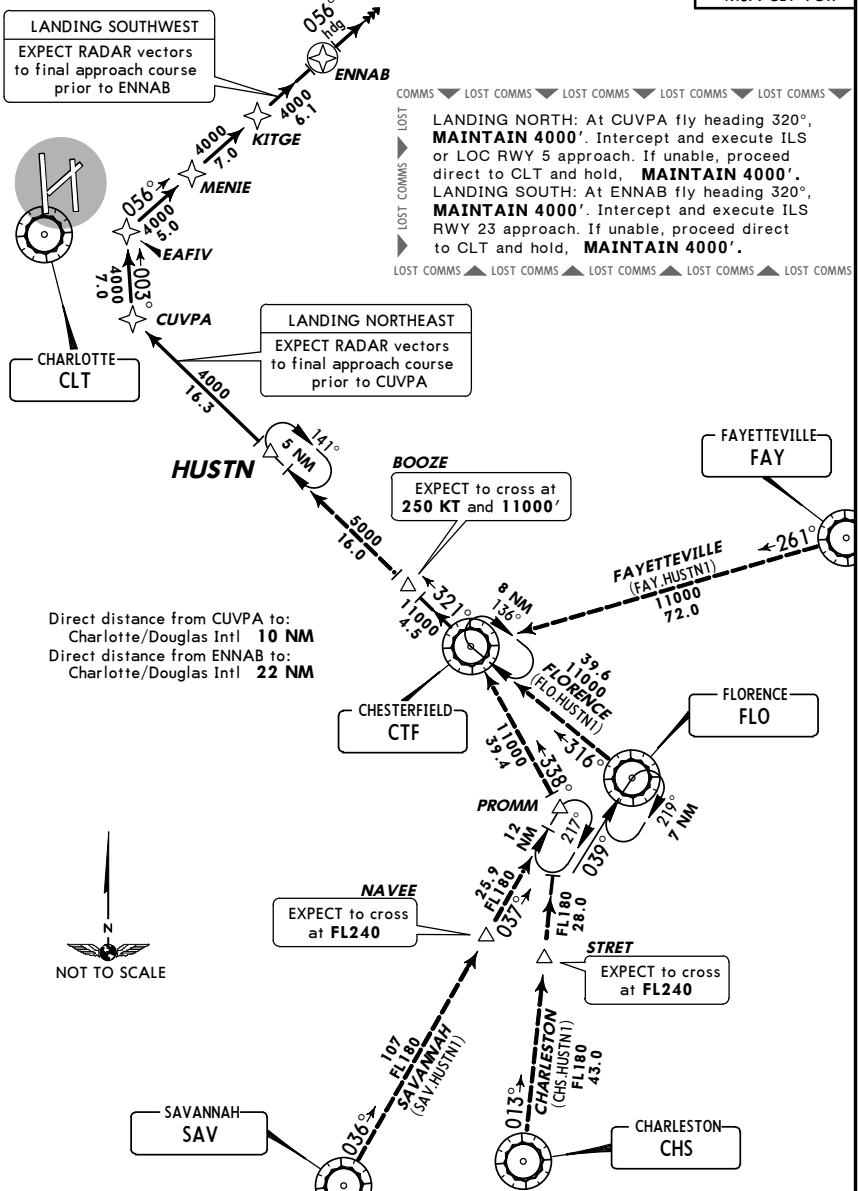 LANDING SOUTHWEST
EXPECT RADAR vectors
to final approach course
prior to ENNAB
056°
hdg
ENNAB
4000
6.1
KITGE
4000
7.0
MENIE
056°
4000
5.0
EAFIV
003°
4000
7.0
CUVPA
CHARLOTTE
CLT
COMMS LOST COMMS LOST COMMS LOST COMMS LOST COMMS
LOST COMMS LOST
LANDING NORTH: At CUVPA fly heading 320°,
MAINTAIN 4000'. Intercept and execute ILS
or LOC RWY 5 approach. If unable, proceed
direct to CLT and hold, MAINTAIN 4000'.
LANDING SOUTH: At ENNAB fly heading 320°,
MAINTAIN 4000'. Intercept and execute ILS
RWY 23 approach. If unable, proceed direct
to CLT and hold, MAINTAIN 4000'.
LOST COMMS LOST COMMS LOST COMMS LOST COMMS LOST COMMS
LANDING NORTHEAST
EXPECT RADAR vectors
to final approach course
prior to CUVPA
4000
16.3
HUSTN
5 NM
141°
5000
16.0
BOOZE
EXPECT to cross at
250 KT and 11000'
FAYETTEVILLE
FAY
261°
FAYETTEVILLE
(FAY.HUSTN1)
11000
72.0
321°
11000
4.5
8 NM
136°
Direct distance from CUVPA to:
Charlotte/Douglas Intl 10 NM
Direct distance from ENNAB to:
Charlotte/Douglas Intl 22 NM
CHESTERFIELD
CTF
39.6
11000
FLORENCE
(FLO.HUSTN1)
316°
FLORENCE
FLO
11000
39.4
338°
PROMM
12
NM
217°
219°
7 NM
039°
NAVEE
EXPECT to cross
at FL240
25.9
FL180
037°
FL180
28.0
STRET
EXPECT to cross
at FL240
N
NOT TO SCALE
107
FL180
SAVANNAH
(SAV.HUSTN1)
036°
SAVANNAH
SAV
013°
CHARLESTON
(CHS.HUSTN1)
FL180
43.0
CHARLESTON
CHS